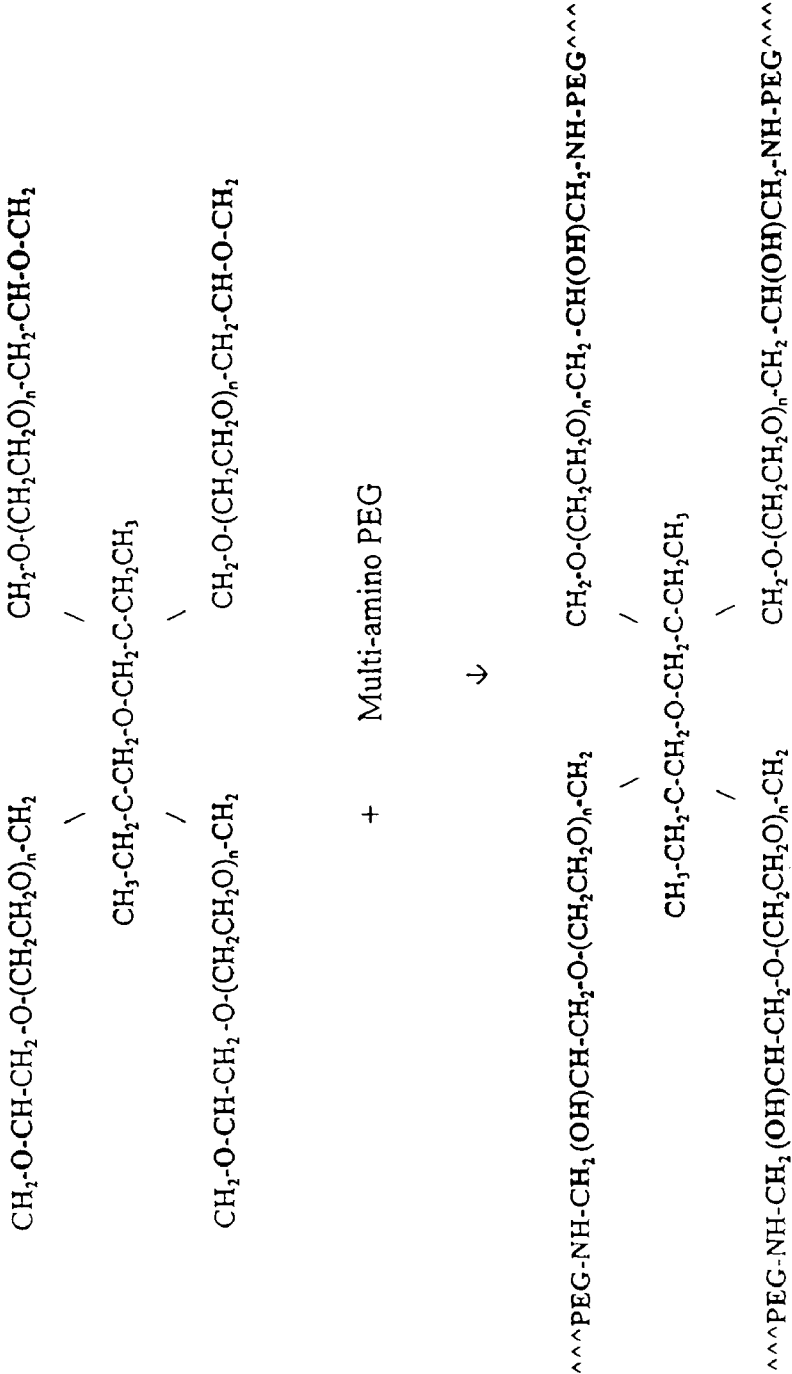 CH₂-O-CH-CH₂-O-(CH₂CH₂O)ₙ-CH₂ CH₂-O-(CH₂CH₂O)ₙ-CH₂-CH-O-CH₂
\ /
CH₃-CH₂-C-CH₂-O-CH₂-C-CH₂CH₃
/ \
CH₂-O-CH-CH₂-O-(CH₂CH₂O)ₙ-CH₂ CH₂-O-(CH₂CH₂O)ₙ-CH₂-CH-O-CH₂
+ Multi-amino PEG
↓
^^^PEG-NH-CH₂(OH)CH-CH₂-O-(CH₂CH₂O)ₙ-CH₂ CH₂-O-(CH₂CH₂O)ₙ-CH₂-CH(OH)CH₂-NH-PEG^^^
\ /
CH₃-CH₂-C-CH₂-O-CH₂-C-CH₂CH₃
/ \
^^^PEG-NH-CH₂(OH)CH-CH₂-O-(CH₂CH₂O)ₙ-CH₂ CH₂-O-(CH₂CH₂O)ₙ-CH₂-CH(OH)CH₂-NH-PEG^^^